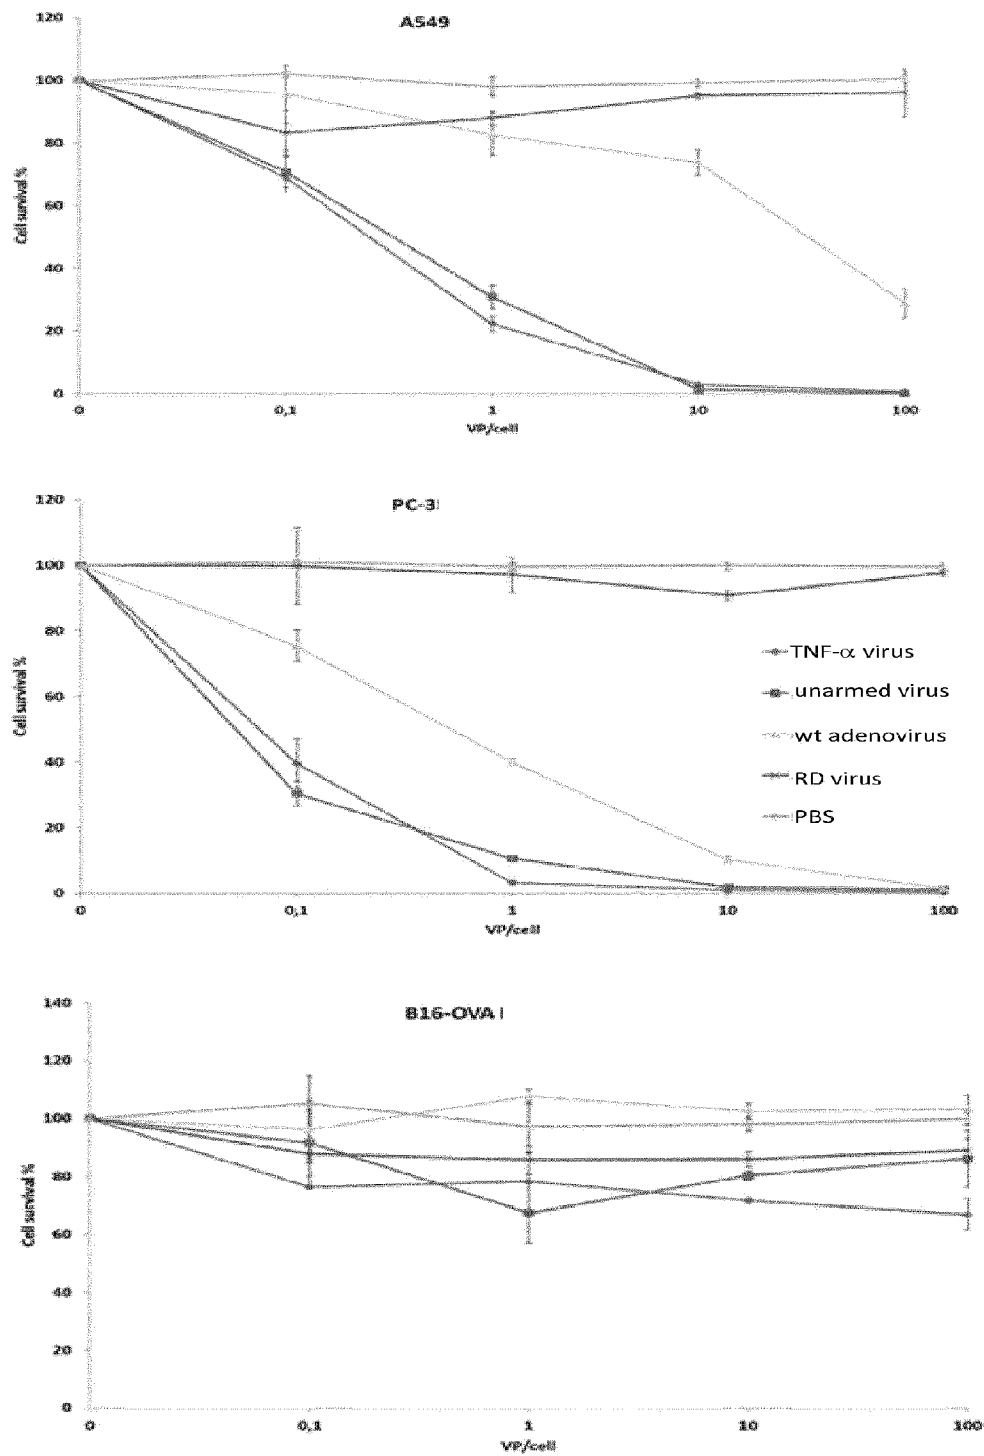 A549
120
100
80
60
40
20
0
Cell survival %
0 0,1 1 10 100
VP/cell
PC-3
120
100
80
60
40
20
0
Cell survival %
0 0,1 1 10 100
VP/cell
TNF-α virus
unarmed virus
wt adenovirus
RD virus
PBS
B16-OVA
140
120
100
80
60
40
20
0
Cell survival %
0 0,1 1 10 100
VP/cell